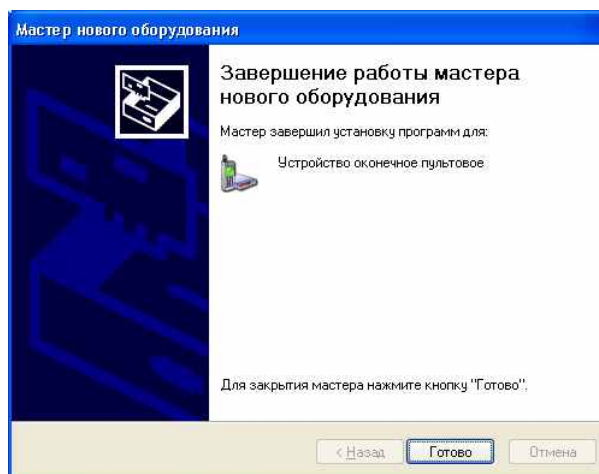 Мастер нового оборудования
Завершение работы мастера
нового оборудования
Мастер завершил установку программ для:
Устройство оконечное пультовое
Для закрытия мастера нажмите кнопку "Готово".
< Назад
Готово
Отмена